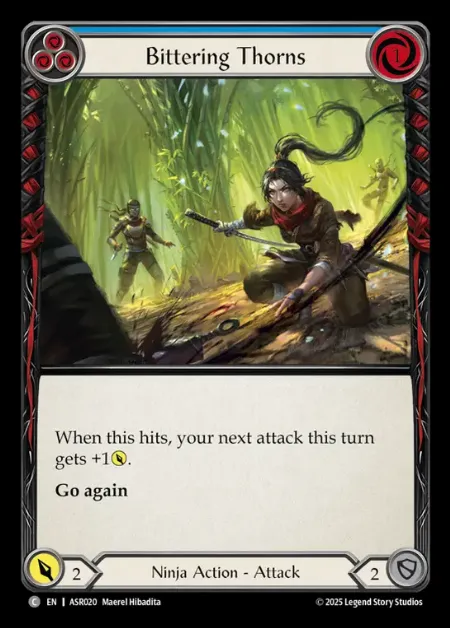 Bittering Thorns
1
When this hits, your next attack this turn
gets +1.
Go again
2
Ninja Action - Attack
2
C EN | ASR020 Maerel Hibadita
© 2025 Legend Story Studios